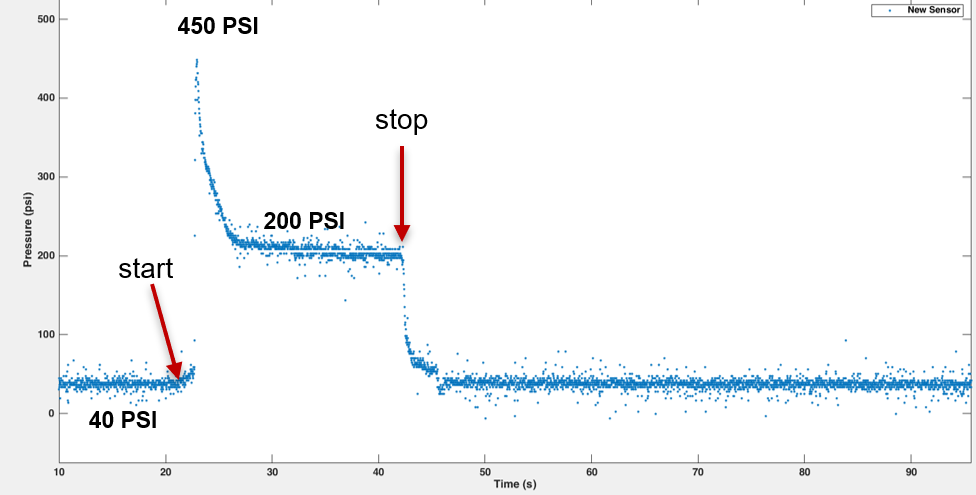 500
New Sensor
450 PSI
400
stop
300
200 PSI
Pressure (psi)
200
start
100
0
40 PSI
10 20 30 40 50 60 70 80 90
Time (s)